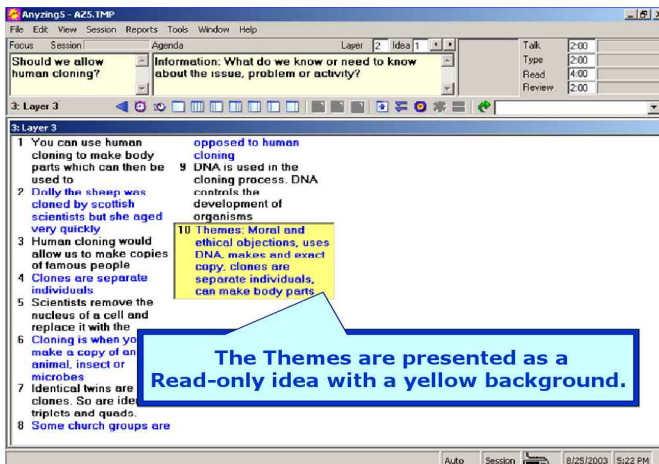 Anyzing5 - AZ5.TMP
File Edit View Session Reports Tools Window Help
Focus Session Agenda Layer 2 Idea 1 Talk 2:00
Should we allow
human cloning?
Information: What do we know or need to know
about the issue, problem or activity?
Type 2:00
Read 4:00
Review 2:00
3: Layer 3
3: Layer 3
1 You can use human
cloning to make body
parts which can then be
used to
2 Dolly the sheep was
cloned by scottish
scientists but she aged
very quickly
3 Human cloning would
allow us to make copies
of famous people
4 Clones are separate
individuals
5 Scientists remove the
nucleus of a cell and
replace it with the
6 Cloning is when yo
make a copy of an
animal, insect or
microbes
7 Identical twins are
clones. So are ide
triplets and quads.
8 Some church groups are
opposed to human
cloning
9 DNA is used in the
cloning process. DNA
controls the
development of
organisms
10 Themes: Moral and
ethical objections, uses
DNA, makes and exact
copy, clones are
separate individuals,
can make body parts
The Themes are presented as a
Read-only idea with a yellow background.
Auto Session 8/25/2003 5:22 PM